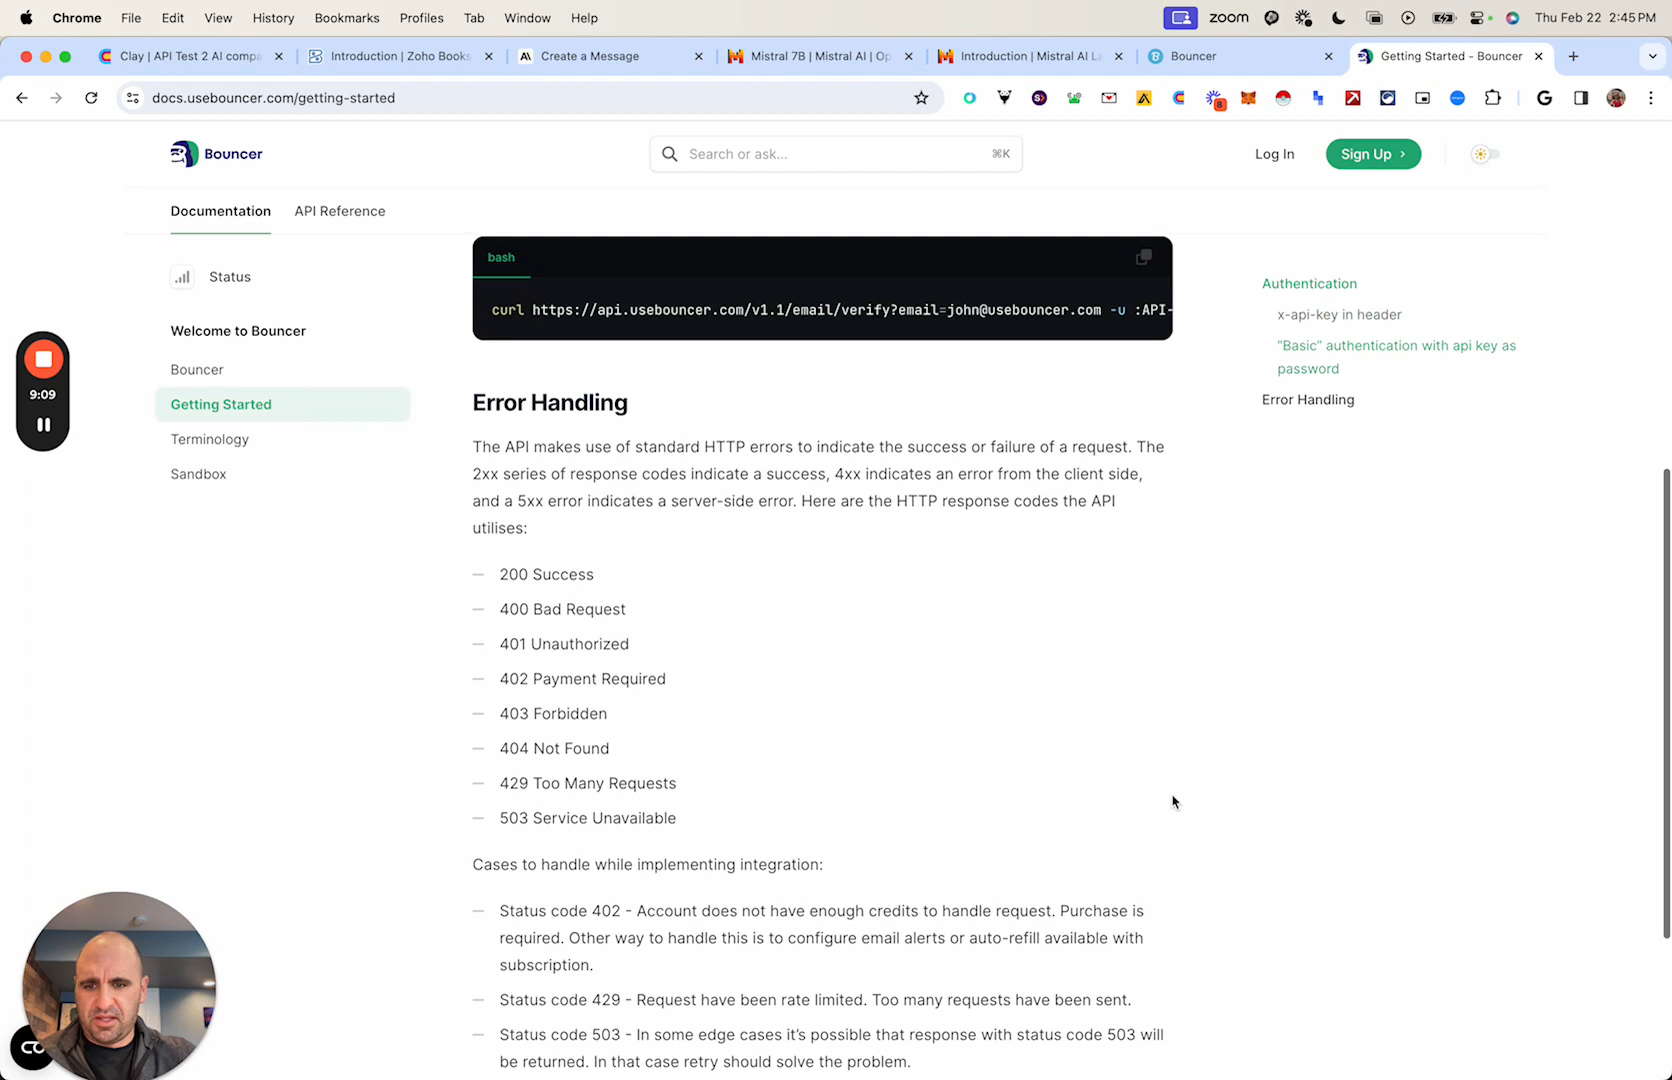 Chrome File Edit View History Bookmarks Profiles Tab Window Help zoom Thu Feb 22 2:45 PM
Clay | API Test 2 AI compa Introduction | Zoho Books Create a Message Mistral 7B | Mistral AI | Op Introduction | Mistral AI La Bouncer Getting Started - Bouncer
docs.usebouncer.com/getting-started
8
Bouncer Search or ask... ⌘K Log In Sign Up
Documentation API Reference
Status
Welcome to Bouncer
Bouncer
Getting Started
Terminology
Sandbox
9:09
bash
curl https://api.usebouncer.com/v1.1/email/verify?email=john@usebouncer.com -u :API-
Error Handling
The API makes use of standard HTTP errors to indicate the success or failure of a request. The
2xx series of response codes indicate a success, 4xx indicates an error from the client side,
and a 5xx error indicates a server-side error. Here are the HTTP response codes the API
utilises:
— 200 Success
— 400 Bad Request
— 401 Unauthorized
— 402 Payment Required
— 403 Forbidden
— 404 Not Found
— 429 Too Many Requests
— 503 Service Unavailable
Cases to handle while implementing integration:
— Status code 402 - Account does not have enough credits to handle request. Purchase is
required. Other way to handle this is to configure email alerts or auto-refill available with
subscription.
— Status code 429 - Request have been rate limited. Too many requests have been sent.
— Status code 503 - In some edge cases it’s possible that response with status code 503 will
be returned. In that case retry should solve the problem.
Authentication
x-api-key in header
“Basic” authentication with api key as
password
Error Handling